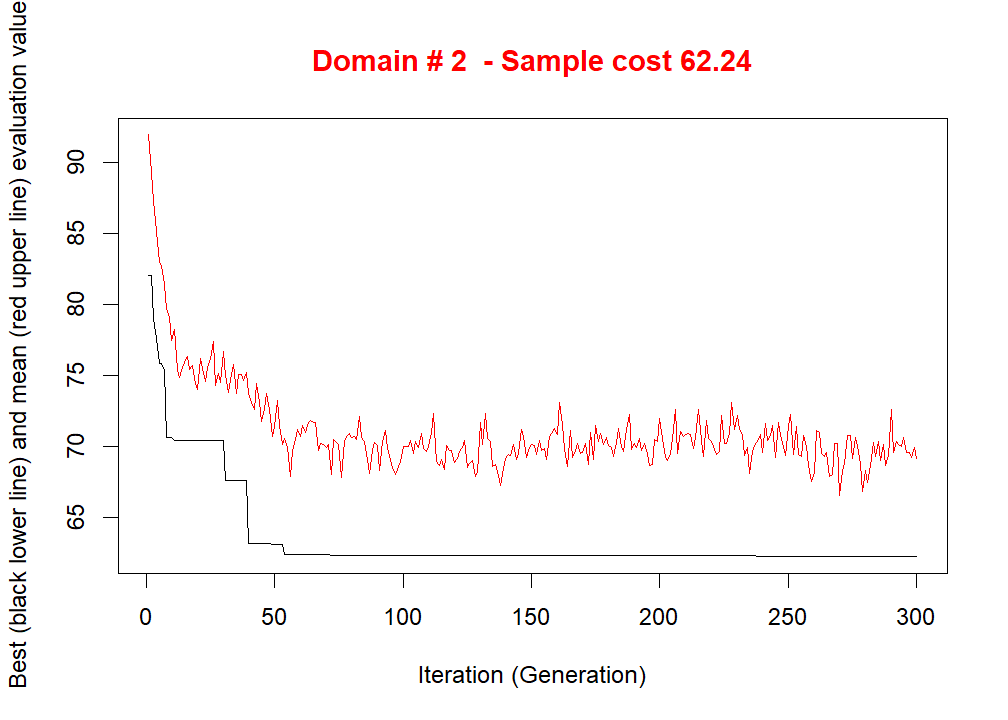 Domain # 2  - Sample cost 62.24
Best (black lower line) and mean (red upper line) evaluation value
90
85
80
75
70
65
0 50 100 150 200 250 300
Iteration (Generation)